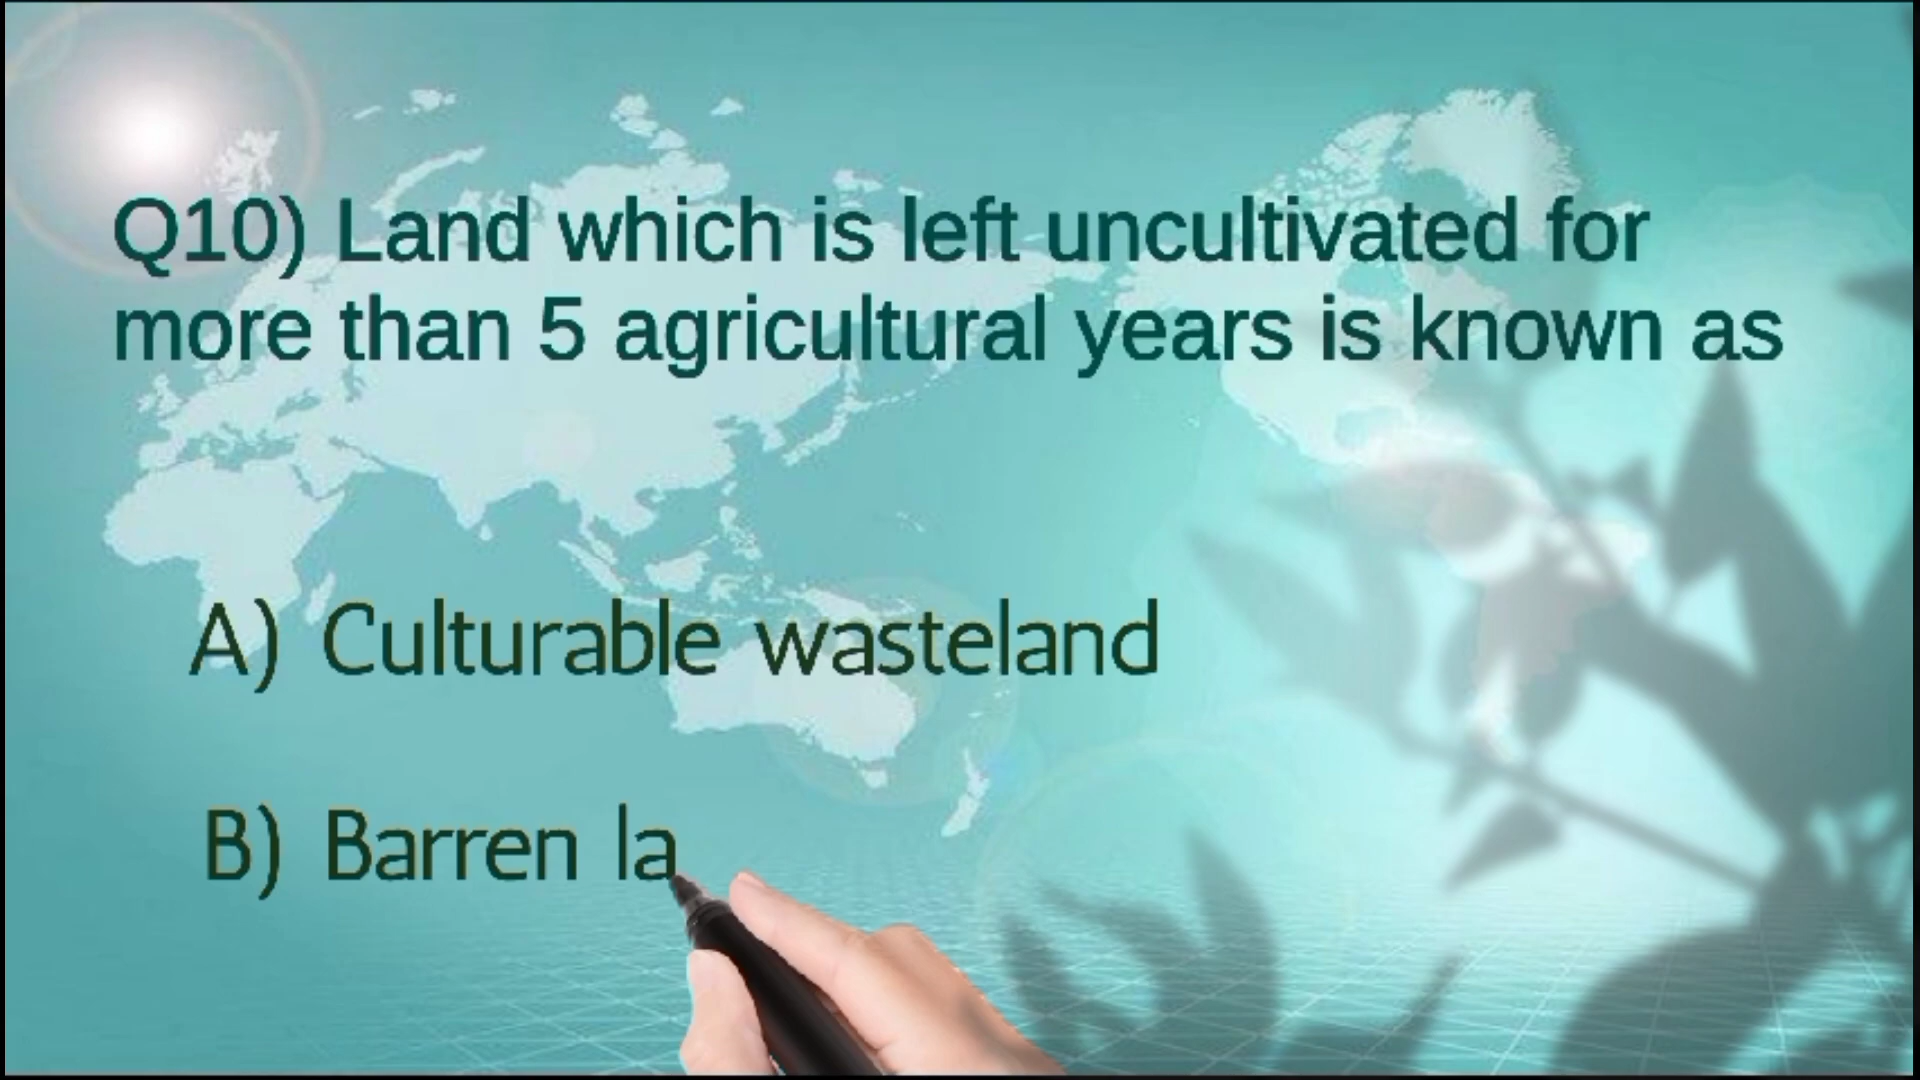 Q10) Land which is left uncultivated for
more than 5 agricultural years is known as
A) Culturable wasteland
B) Barren la